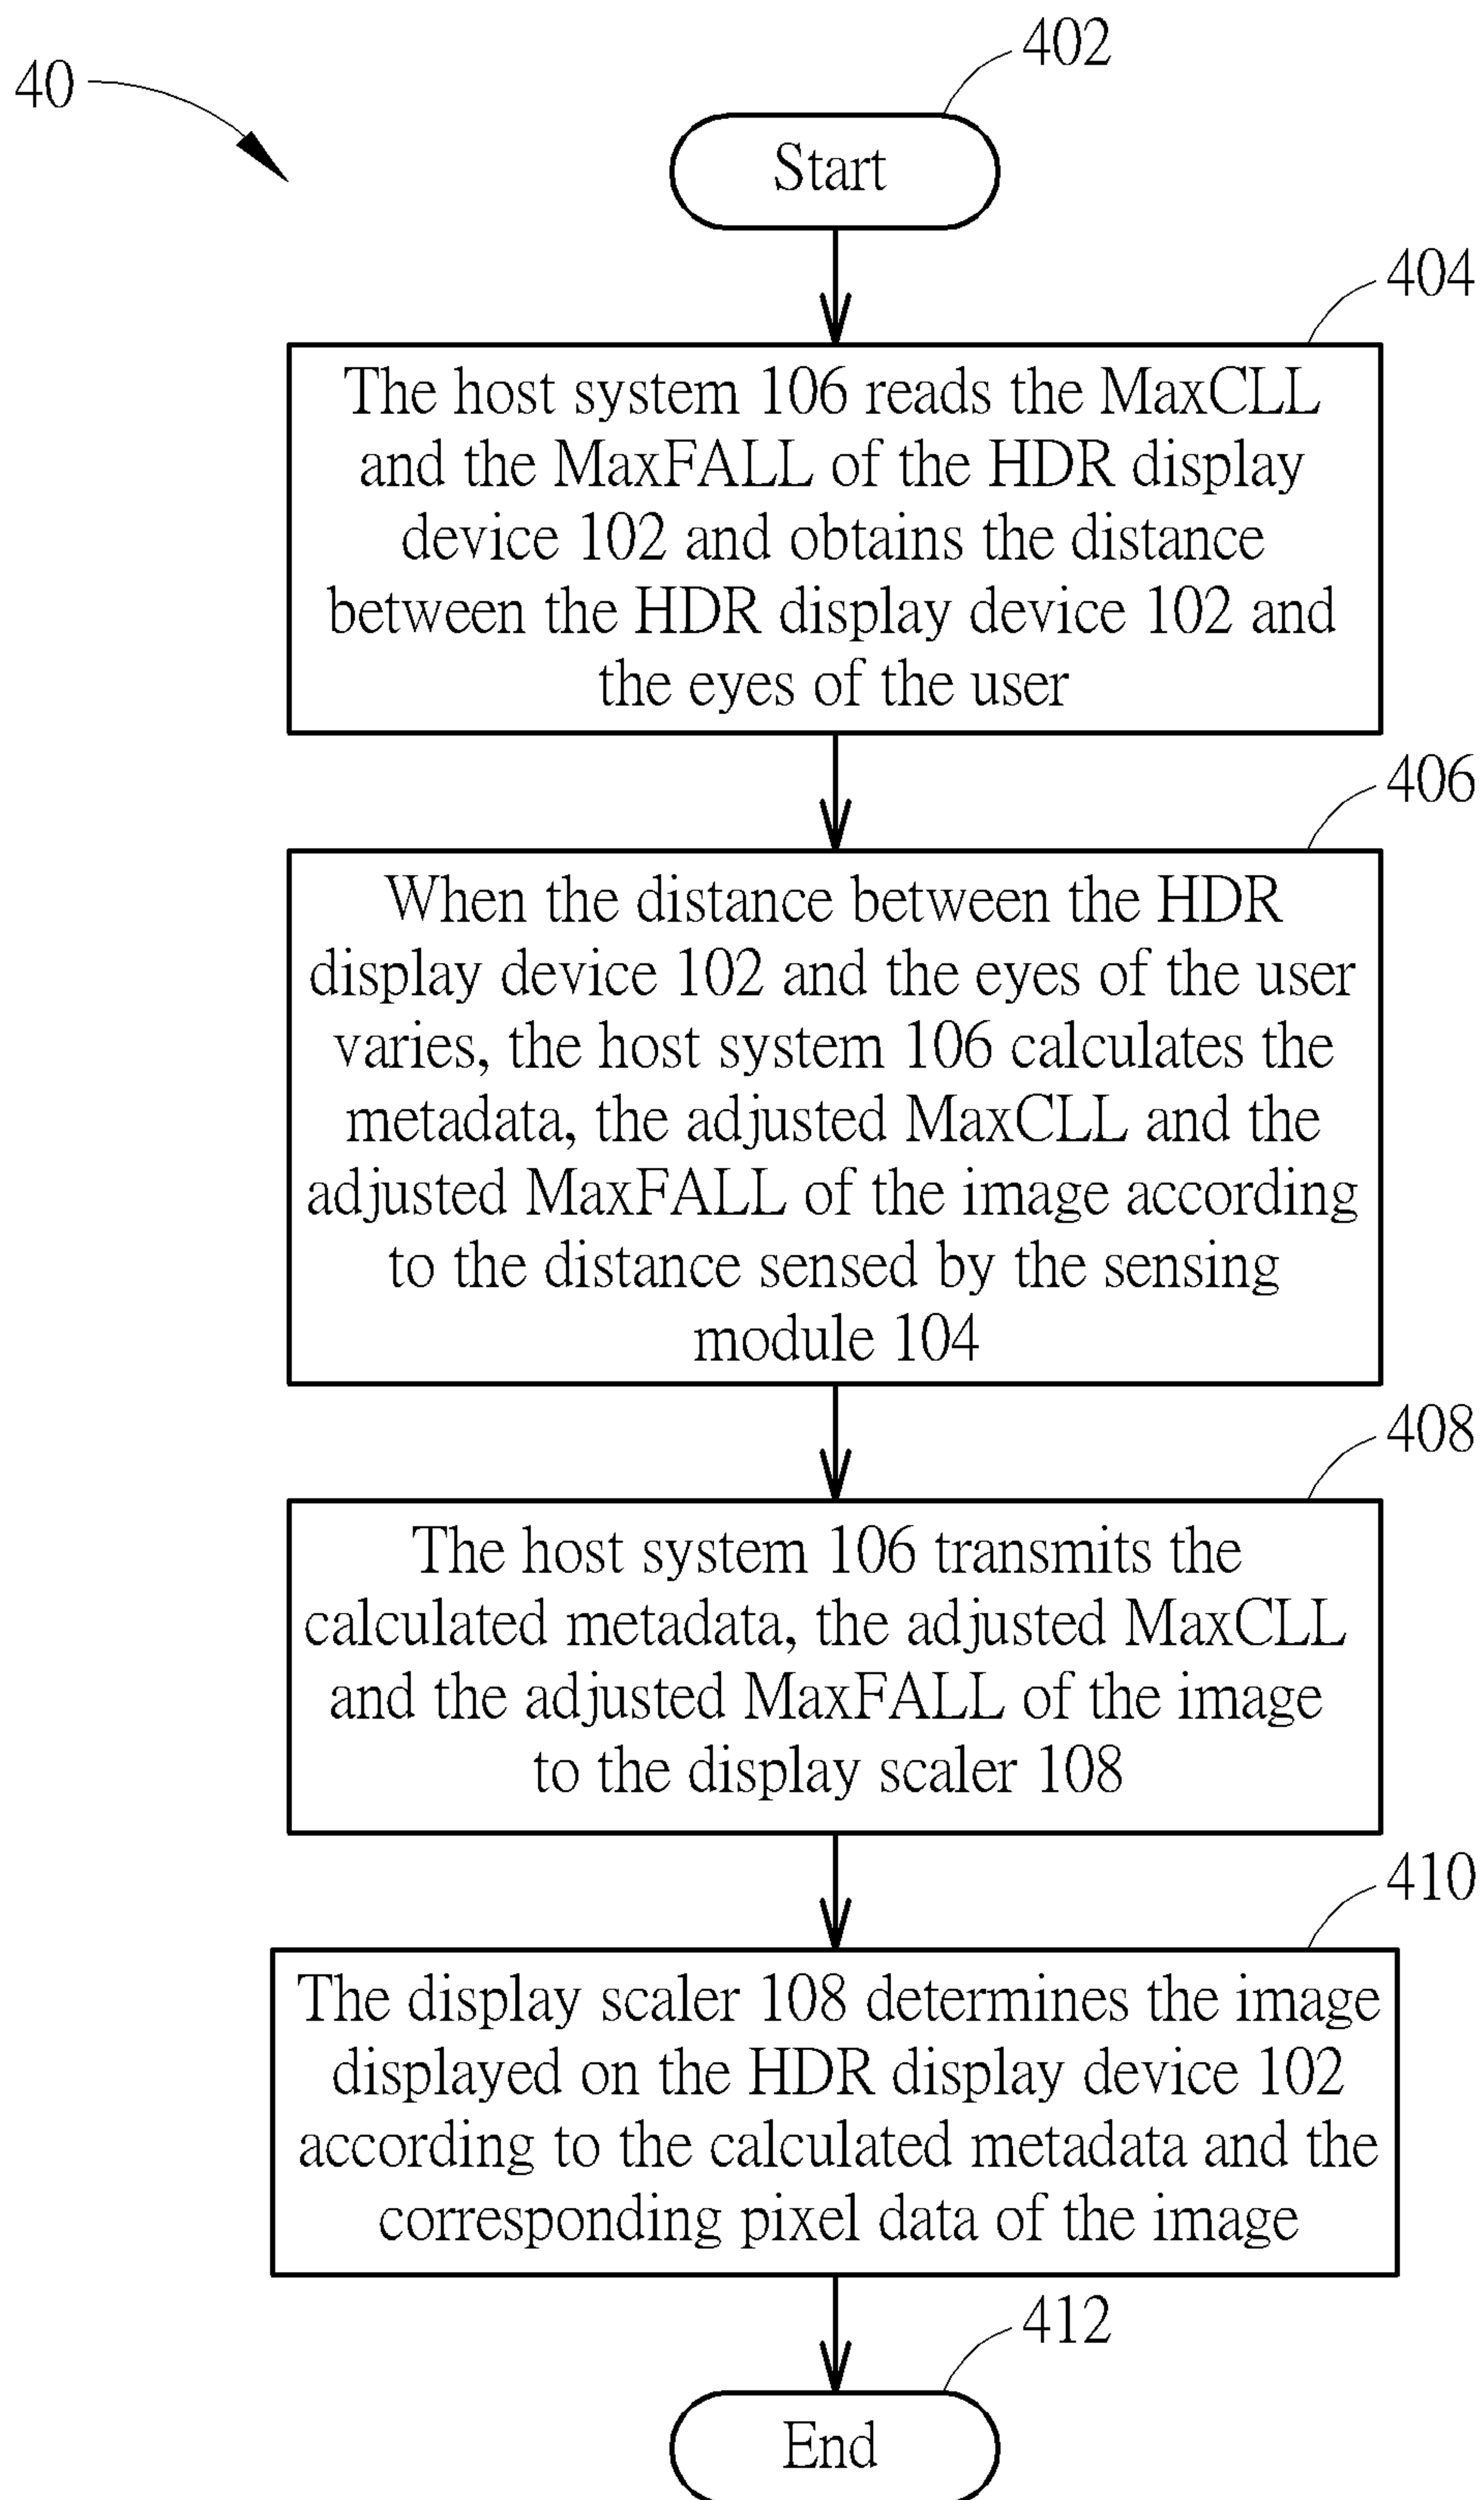 402
40
Start
404
The host system 106 reads the MaxCLL
and the MaxFALL of the HDR display
device 102 and obtains the distance
between the HDR display device 102 and
the eyes of the user
406
When the distance between the HDR
display device 102 and the eyes of the user
varies, the host system 106 calculates the
metadata, the adjusted MaxCLL and the
adjusted MaxFALL of the image according
to the distance sensed by the sensing
module 104
408
The host system 106 transmits the
calculated metadata, the adjusted MaxCLL
and the adjusted MaxFALL of the image
to the display scaler 108
410
The display scaler 108 determines the image
displayed on the HDR display device 102
according to the calculated metadata and the
corresponding pixel data of the image
412
End